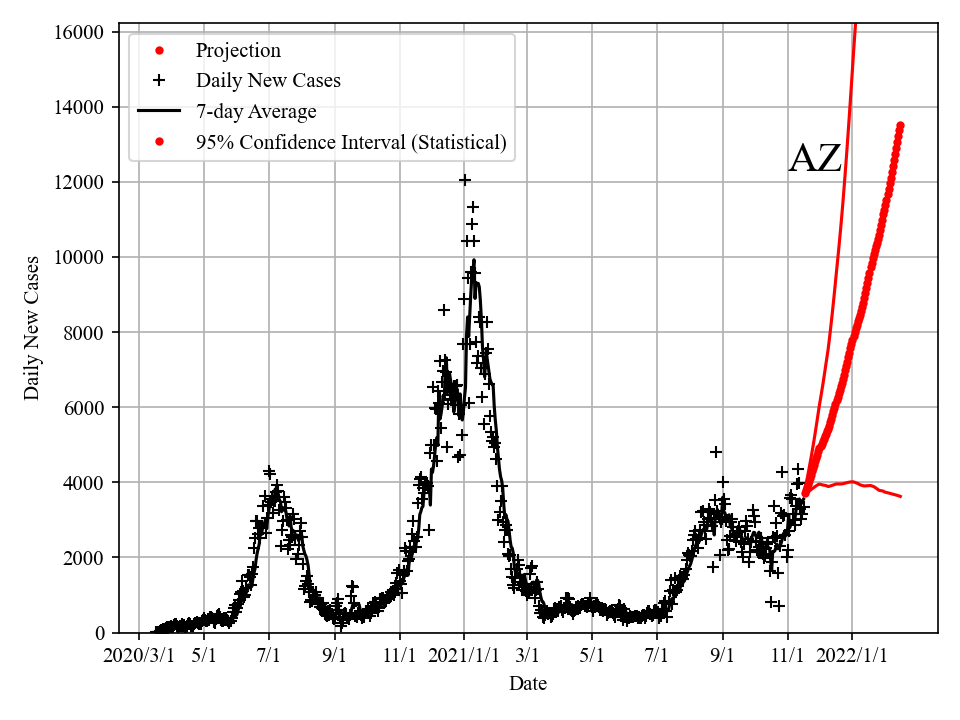 16000
14000
12000
10000
8000
6000
4000
2000
0
Daily New Cases
Projection
Daily New Cases
7-day Average
95% Confidence Interval (Statistical)
AZ
2020/3/1 5/1 7/1 9/1 11/1 2021/1/1 3/1 5/1 7/1 9/1 11/1 2022/1/1
Date